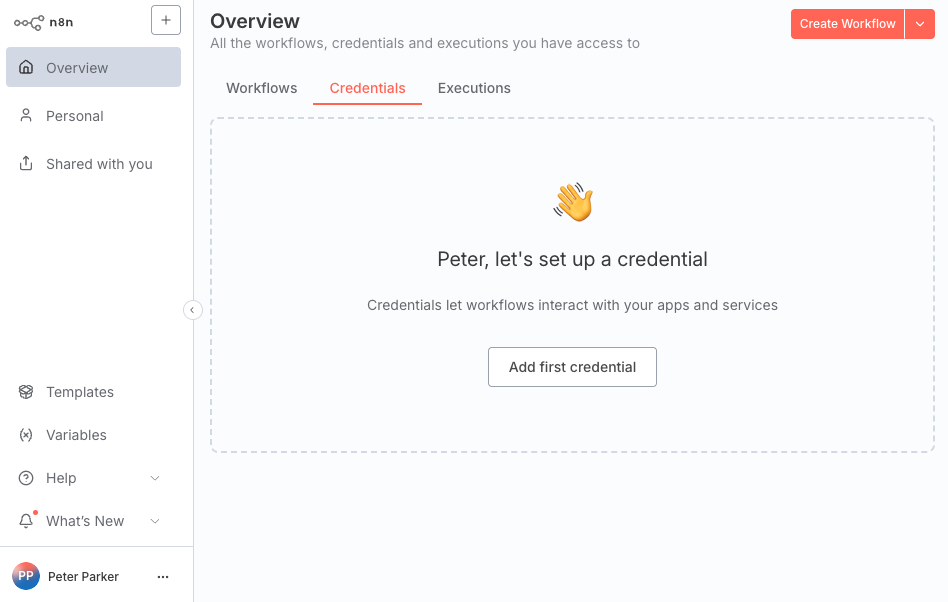 n8n
Overview
Personal
Shared with you
Templates
Variables
Help
What's New
PP
Peter Parker
Overview
All the workflows, credentials and executions you have access to
Create Workflow
Workflows
Credentials
Executions
Peter, let's set up a credential
Credentials let workflows interact with your apps and services
Add first credential